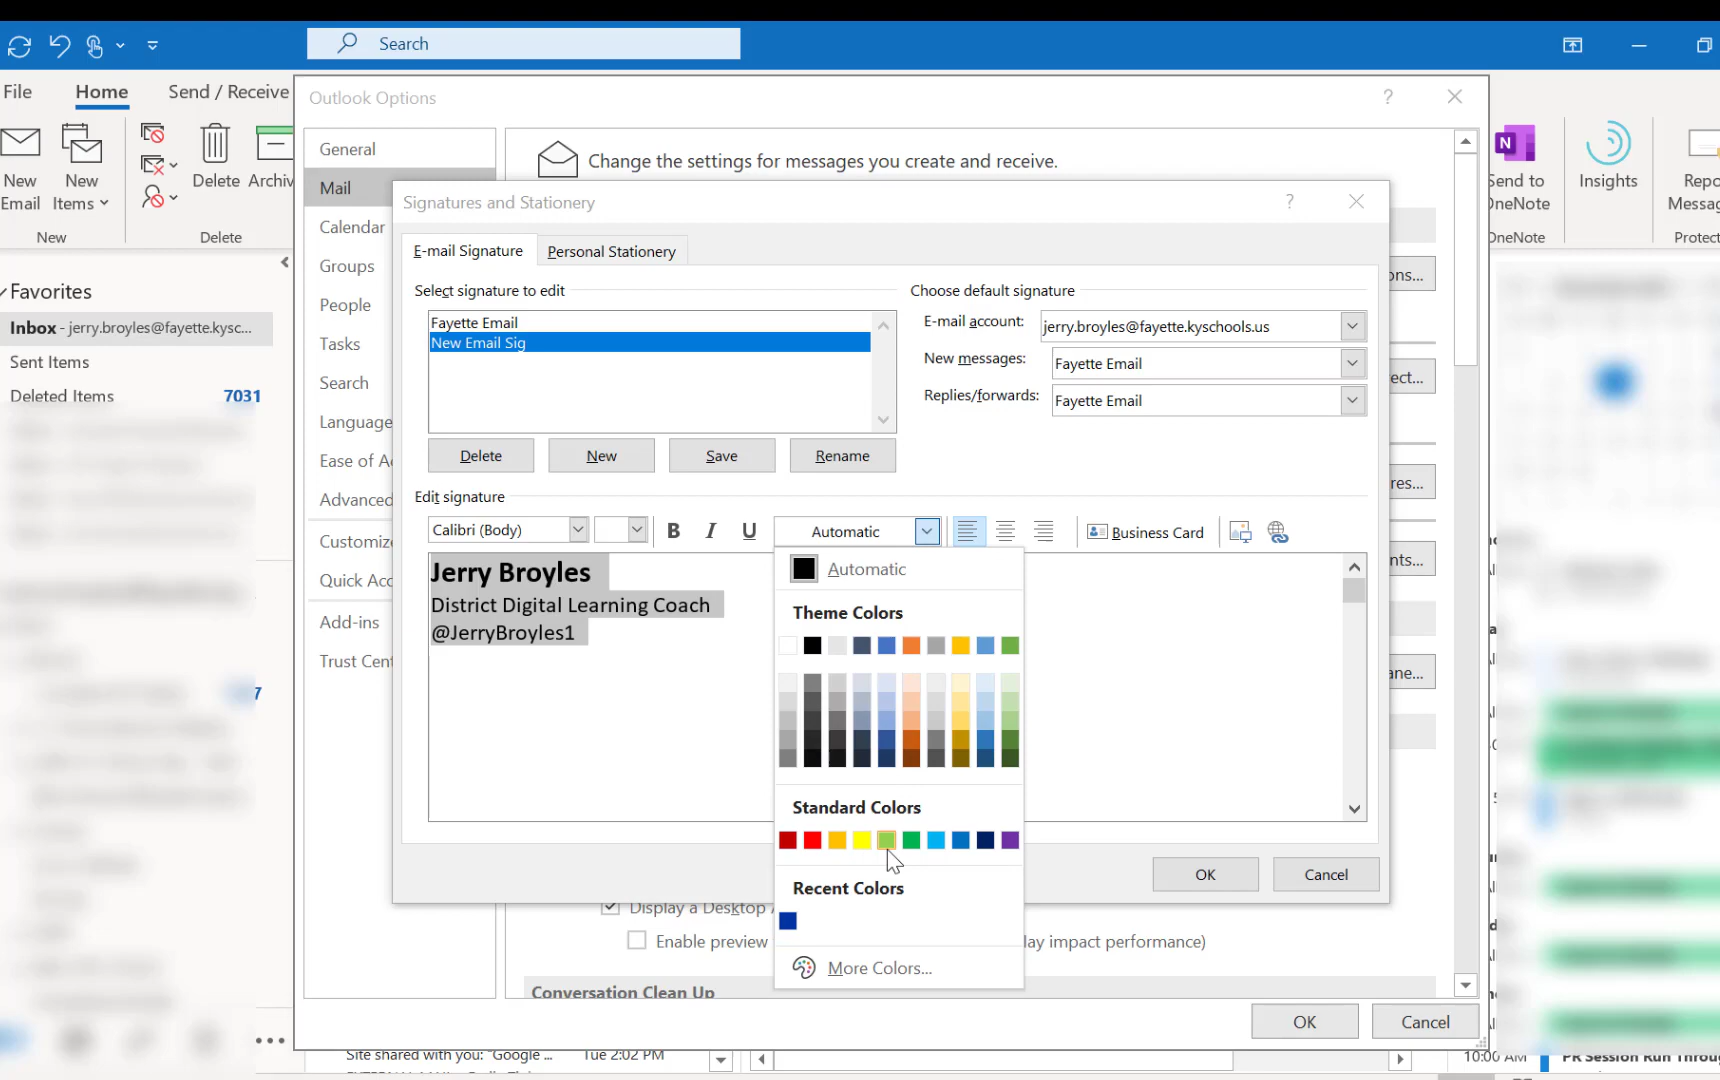 Search
File
Home
Send / Receive
New
Email
New
Items
Delete
New
Delete
Favorites
Inbox - jerry.broyles@fayette.kysc...
Sent Items
Deleted Items 7031
Outlook Options
?
General
Mail
Calendar
Groups
People
Tasks
Search
Language
Ease of A
Advanced
Customize
Quick Acc
Add-ins
Trust Cent
Change the settings for messages you create and receive.
Signatures and Stationery
?
E-mail Signature
Personal Stationery
Select signature to edit
Fayette Email
New Email Sig
Delete
New
Save
Rename
Choose default signature
E-mail account: jerry.broyles@fayette.kyschools.us
New messages: Fayette Email
Replies/forwards: Fayette Email
Edit signature
Calibri (Body)
B I U
Automatic
Business Card
Jerry Broyles
District Digital Learning Coach
@JerryBroyles1
Automatic
Theme Colors
Standard Colors
Recent Colors
More Colors...
OK
Cancel
Display a Desktop
Enable preview
lay impact performance)
Conversation Clean Up
OK
Cancel
ons...
ect...
res...
nts...
ane...
N
Send to
OneNote
OneNote
Insights
Repo
Messag
Protect
Site shared with you: "Google ...
Tue 2:02 PM
10:00 AM
PR Session Run Throug